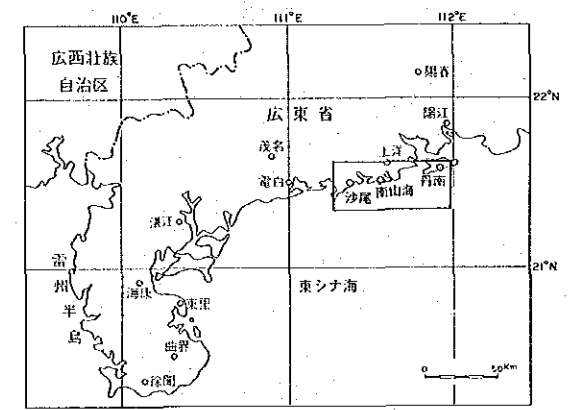 110°E 111°E 112°E
広西壮族
自治区
陽春
22°N
広東省
陽江
茂名
上洋
電白
丹南
沙尾 南山海
湛江
21°N
雷州半島
海康
東里
東シナ海
曲界
徐聞
0 50Km